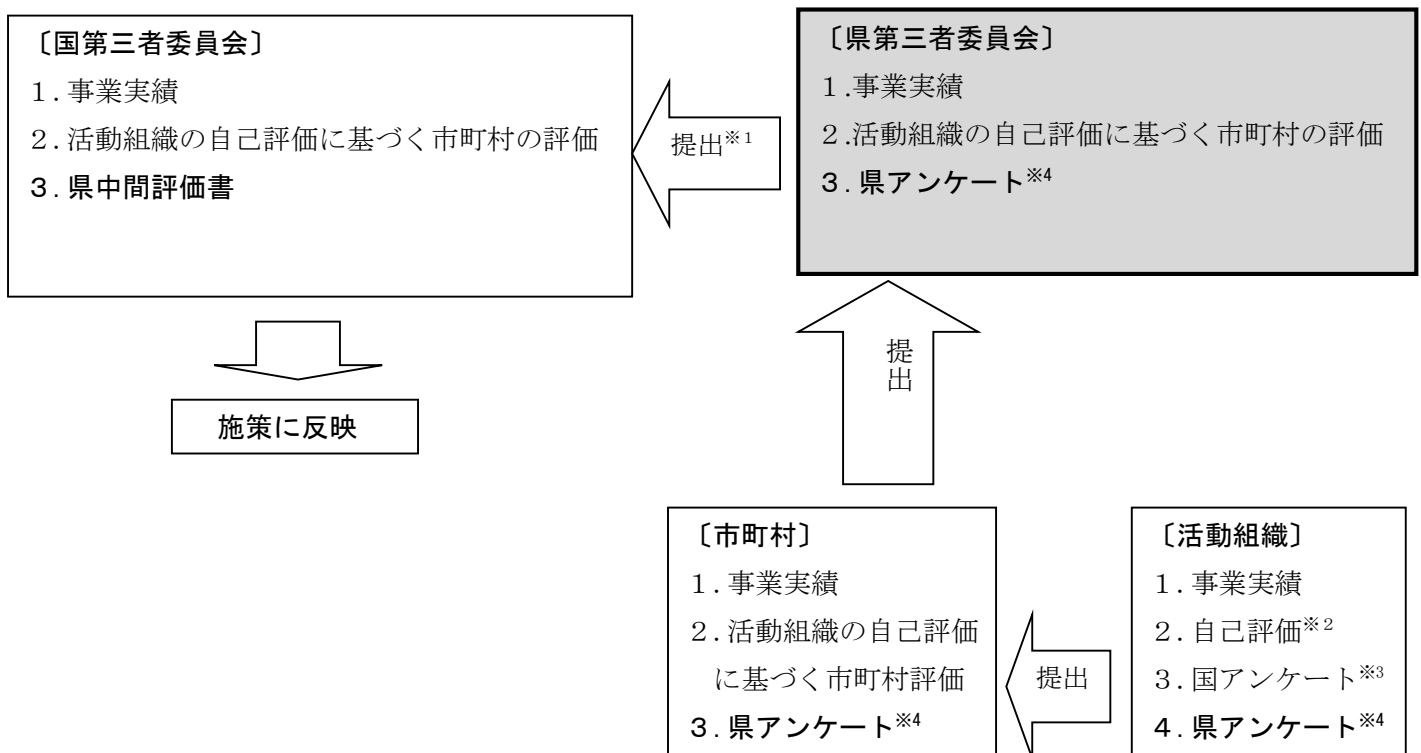 〔国第三者委員会〕
１．事業実績
２．活動組織の自己評価に基づく市町村の評価
３．県中間評価書
提出※1
〔県第三者委員会〕
１.事業実績
２.活動組織の自己評価に基づく市町村の評価
３．県アンケート※4
施策に反映
提出
〔市町村〕
１．事業実績
２．活動組織の自己評価
に基づく市町村評価
３．県アンケート※4
提出
〔活動組織〕
１．事業実績
２．自己評価※2
３．国アンケート※3
４．県アンケート※4